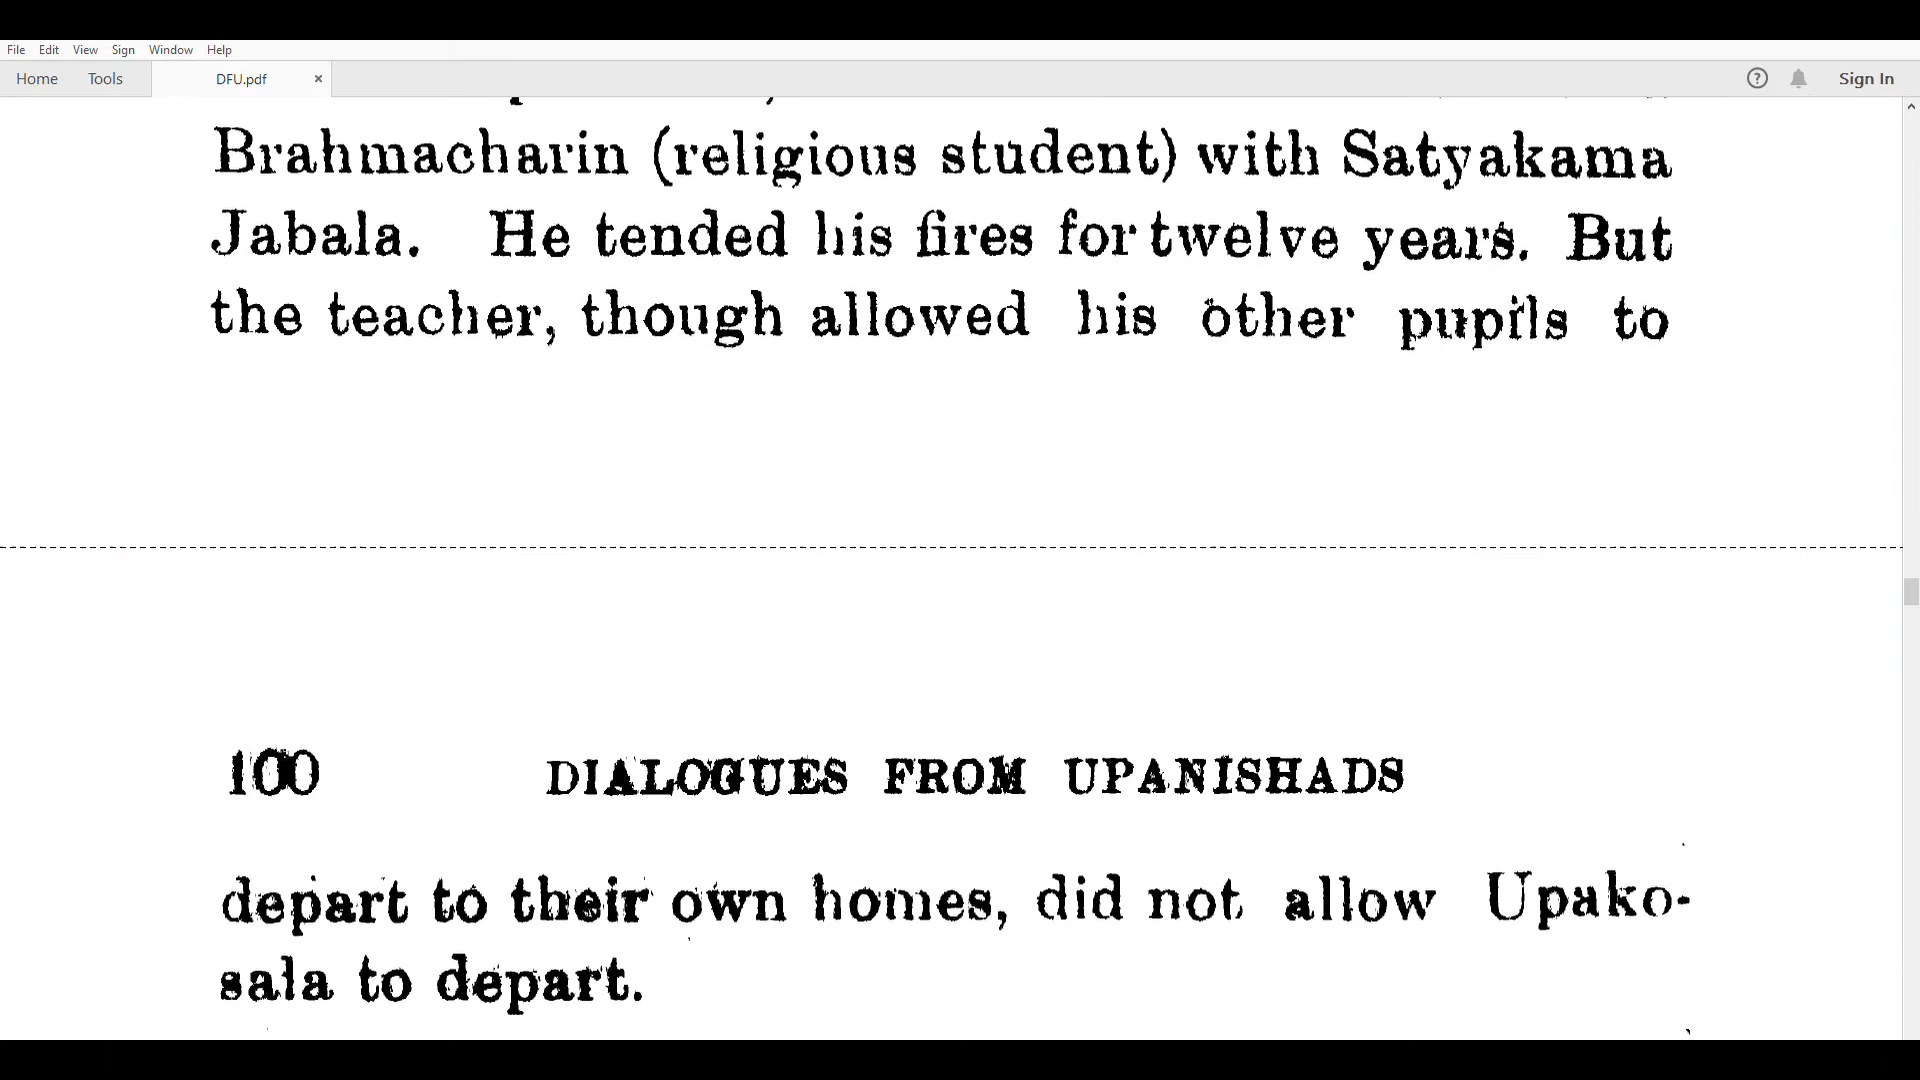 File Edit View Sign Window Help
Home Tools DFU.pdf × ? Sign In
Brahmacharin (religious student) with Satyakama
Jabala. He tended his fires for twelve years. But
the teacher, though allowed his other pupils to
100 DIALOGUES FROM UPANISHADS
depart to their own homes, did not allow Upako-
sala to depart.